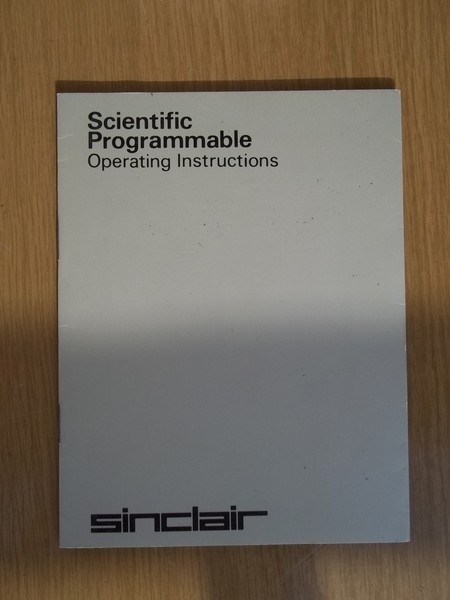 Scientific
Programmable
Operating Instructions
sinclair